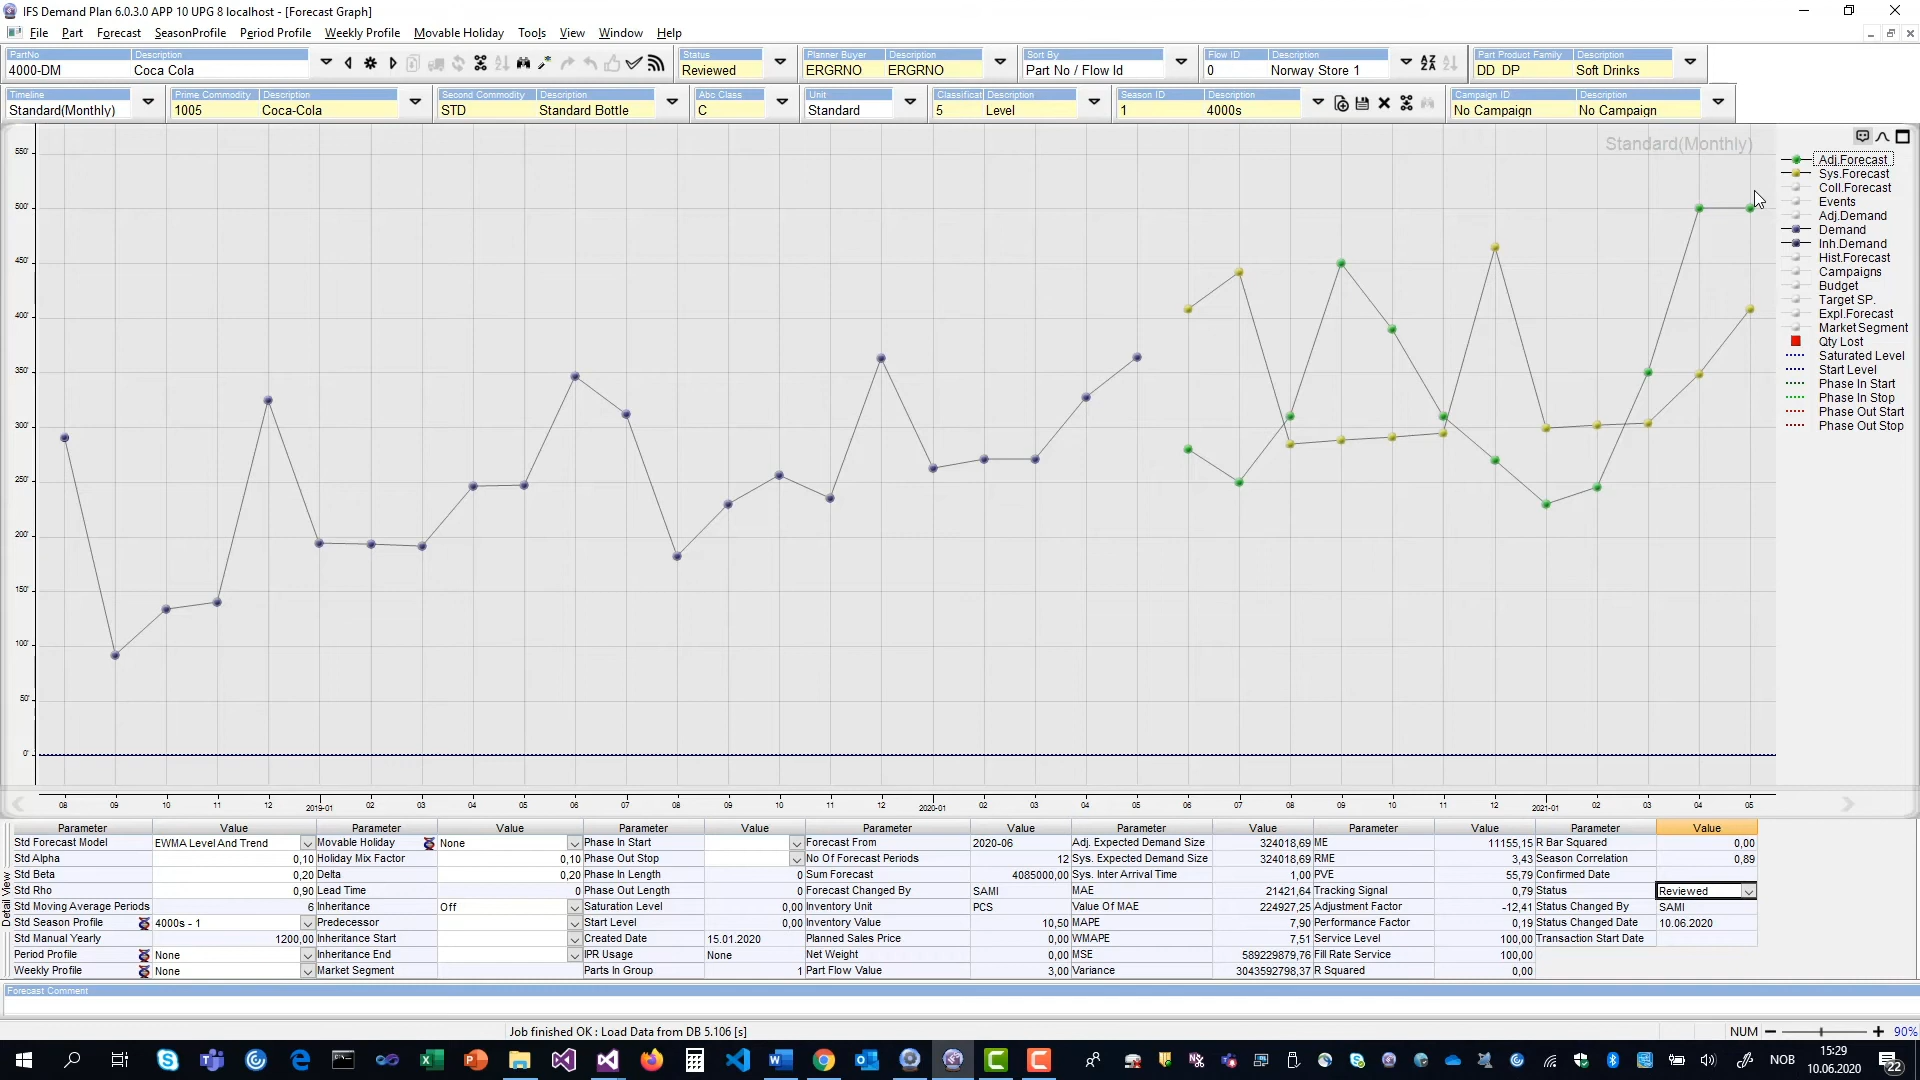 IFS Demand Plan 6.0.3.0 APP 10 UPG 8 localhost - [Forecast Graph]
File Part Forecast SeasonProfile Period Profile Weekly Profile Movable Holiday Tools View Window Help
PartNo Description Status Planner Buyer Description Sort By Flow ID Description Part Product Family Description
4000-DM Coca Cola Reviewed ERGRNO ERGRNO Part No / Flow Id 0 Norway Store 1 DD DP Soft Drinks
Timeline Prime Commodity Description Second Commodity Description Abc Class Unit Classificat Description Season ID Description Campaign ID Description
Standard(Monthly) 1005 Coca-Cola STD Standard Bottle C Standard 5 Level 1 4000s No Campaign No Campaign
Standard(Monthly)
Adj.Forecast
Sys.Forecast
Coll.Forecast
Events
Adj.Demand
Demand
Inh.Demand
Hist.Forecast
Campaigns
Budget
Target SP.
Expl.Forecast
Market Segment
Qty Lost
Saturated Level
Start Level
Phase In Start
Phase In Stop
Phase Out Start
Phase Out Stop
550'
500'
450'
400'
350'
300'
250'
200'
150'
100'
50'
0'
08 09 10 11 12 2019-01 02 03 04 05 06 07 08 09 10 11 12 2020-01 02 03 04 05 06 07 08 09 10 11 12 2021-01 02 03 04 05
Detail View
Parameter Value Parameter Value Parameter Value Parameter Value Parameter Value Parameter Value Parameter Value
Std Forecast Model EWMA Level And Trend Movable Holiday None Phase In Start Forecast From 2020-06 Adj. Expected Demand Size 324018,69 ME 11155,15 R Bar Squared 0,00
Std Alpha 0,10 Holiday Mix Factor 0,10 Phase Out Stop No Of Forecast Periods 12 Sys. Expected Demand Size 324018,69 RME 3,43 Season Correlation 0,89
Std Beta 0,20 Delta 0,20 Phase In Length 0 Sum Forecast 4085000,00 Sys. Inter Arrival Time 1,00 PVE 55,79 Confirmed Date
Std Rho 0,90 Lead Time 0 Phase Out Length 0 Forecast Changed By SAMI MAE 21421,64 Tracking Signal 0,79 Status Reviewed
Std Moving Average Periods 6 Inheritance Off Saturation Level 0,00 Inventory Unit PCS Value Of MAE 224927,25 Adjustment Factor -12,41 Status Changed By SAMI
Std Season Profile 4000s - 1 Predecessor Start Level 0,00 Inventory Value 10,50 MAPE 7,90 Performance Factor 0,19 Status Changed Date 10.06.2020
Std Manual Yearly 1200,00 Inheritance Start Created Date 15.01.2020 Planned Sales Price 0,00 WMAPE 7,51 Service Level 100,00 Transaction Start Date
Period Profile None Inheritance End IPR Usage None Net Weight 0,00 MSE 589229879,76 Fill Rate Service 100,00
Weekly Profile None Market Segment Parts In Group 1 Part Flow Value 3,00 Variance 3043592798,37 R Squared 0,00
Forecast Comment
Job finished OK : Load Data from DB 5.106 [s]
NUM 90%
NOB
15:29
10.06.2020
22